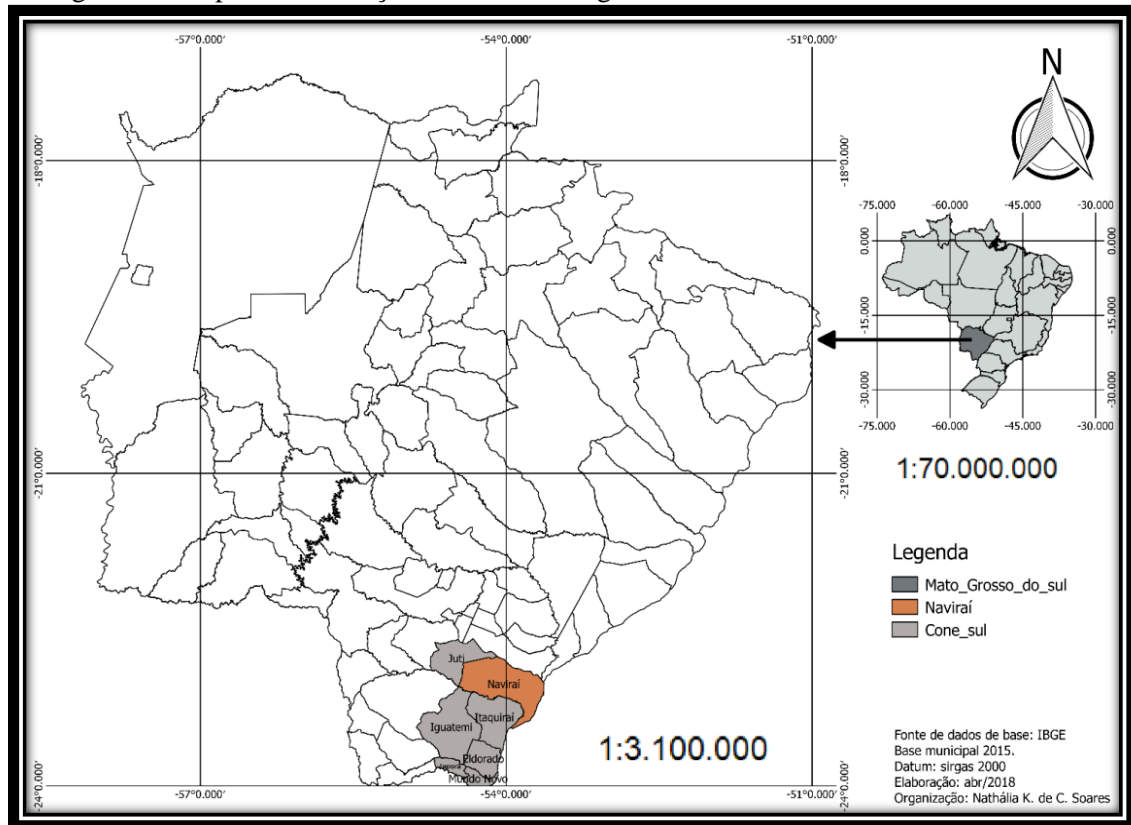 -57°0.000'
-54°0.000'
-51°0.000'
N
-18°0.000'
-18°0.000'
-75.000
-60.000
-45.000
-30.000
0.000
0.000
-15.000
-15.000
-30.000
-30.000
-75.000
-60.000
-45.000
-30.000
-21°0.000'
-21°0.000'
1:70.000.000
Legenda
Mato_Grosso_do_sul
Naviraí
Cone_sul
Juti
Naviraí
Itaquiraí
Iguatemi
Eldorado
Mundo Novo
1:3.100.000
Fonte de dados de base: IBGE
Base municipal 2015.
Datum: sirgas 2000
Elaboração: abr/2018
Organização: Nathália K. de C. Soares
-24°0.000'
-24°0.000'
-57°0.000'
-54°0.000'
-51°0.000'